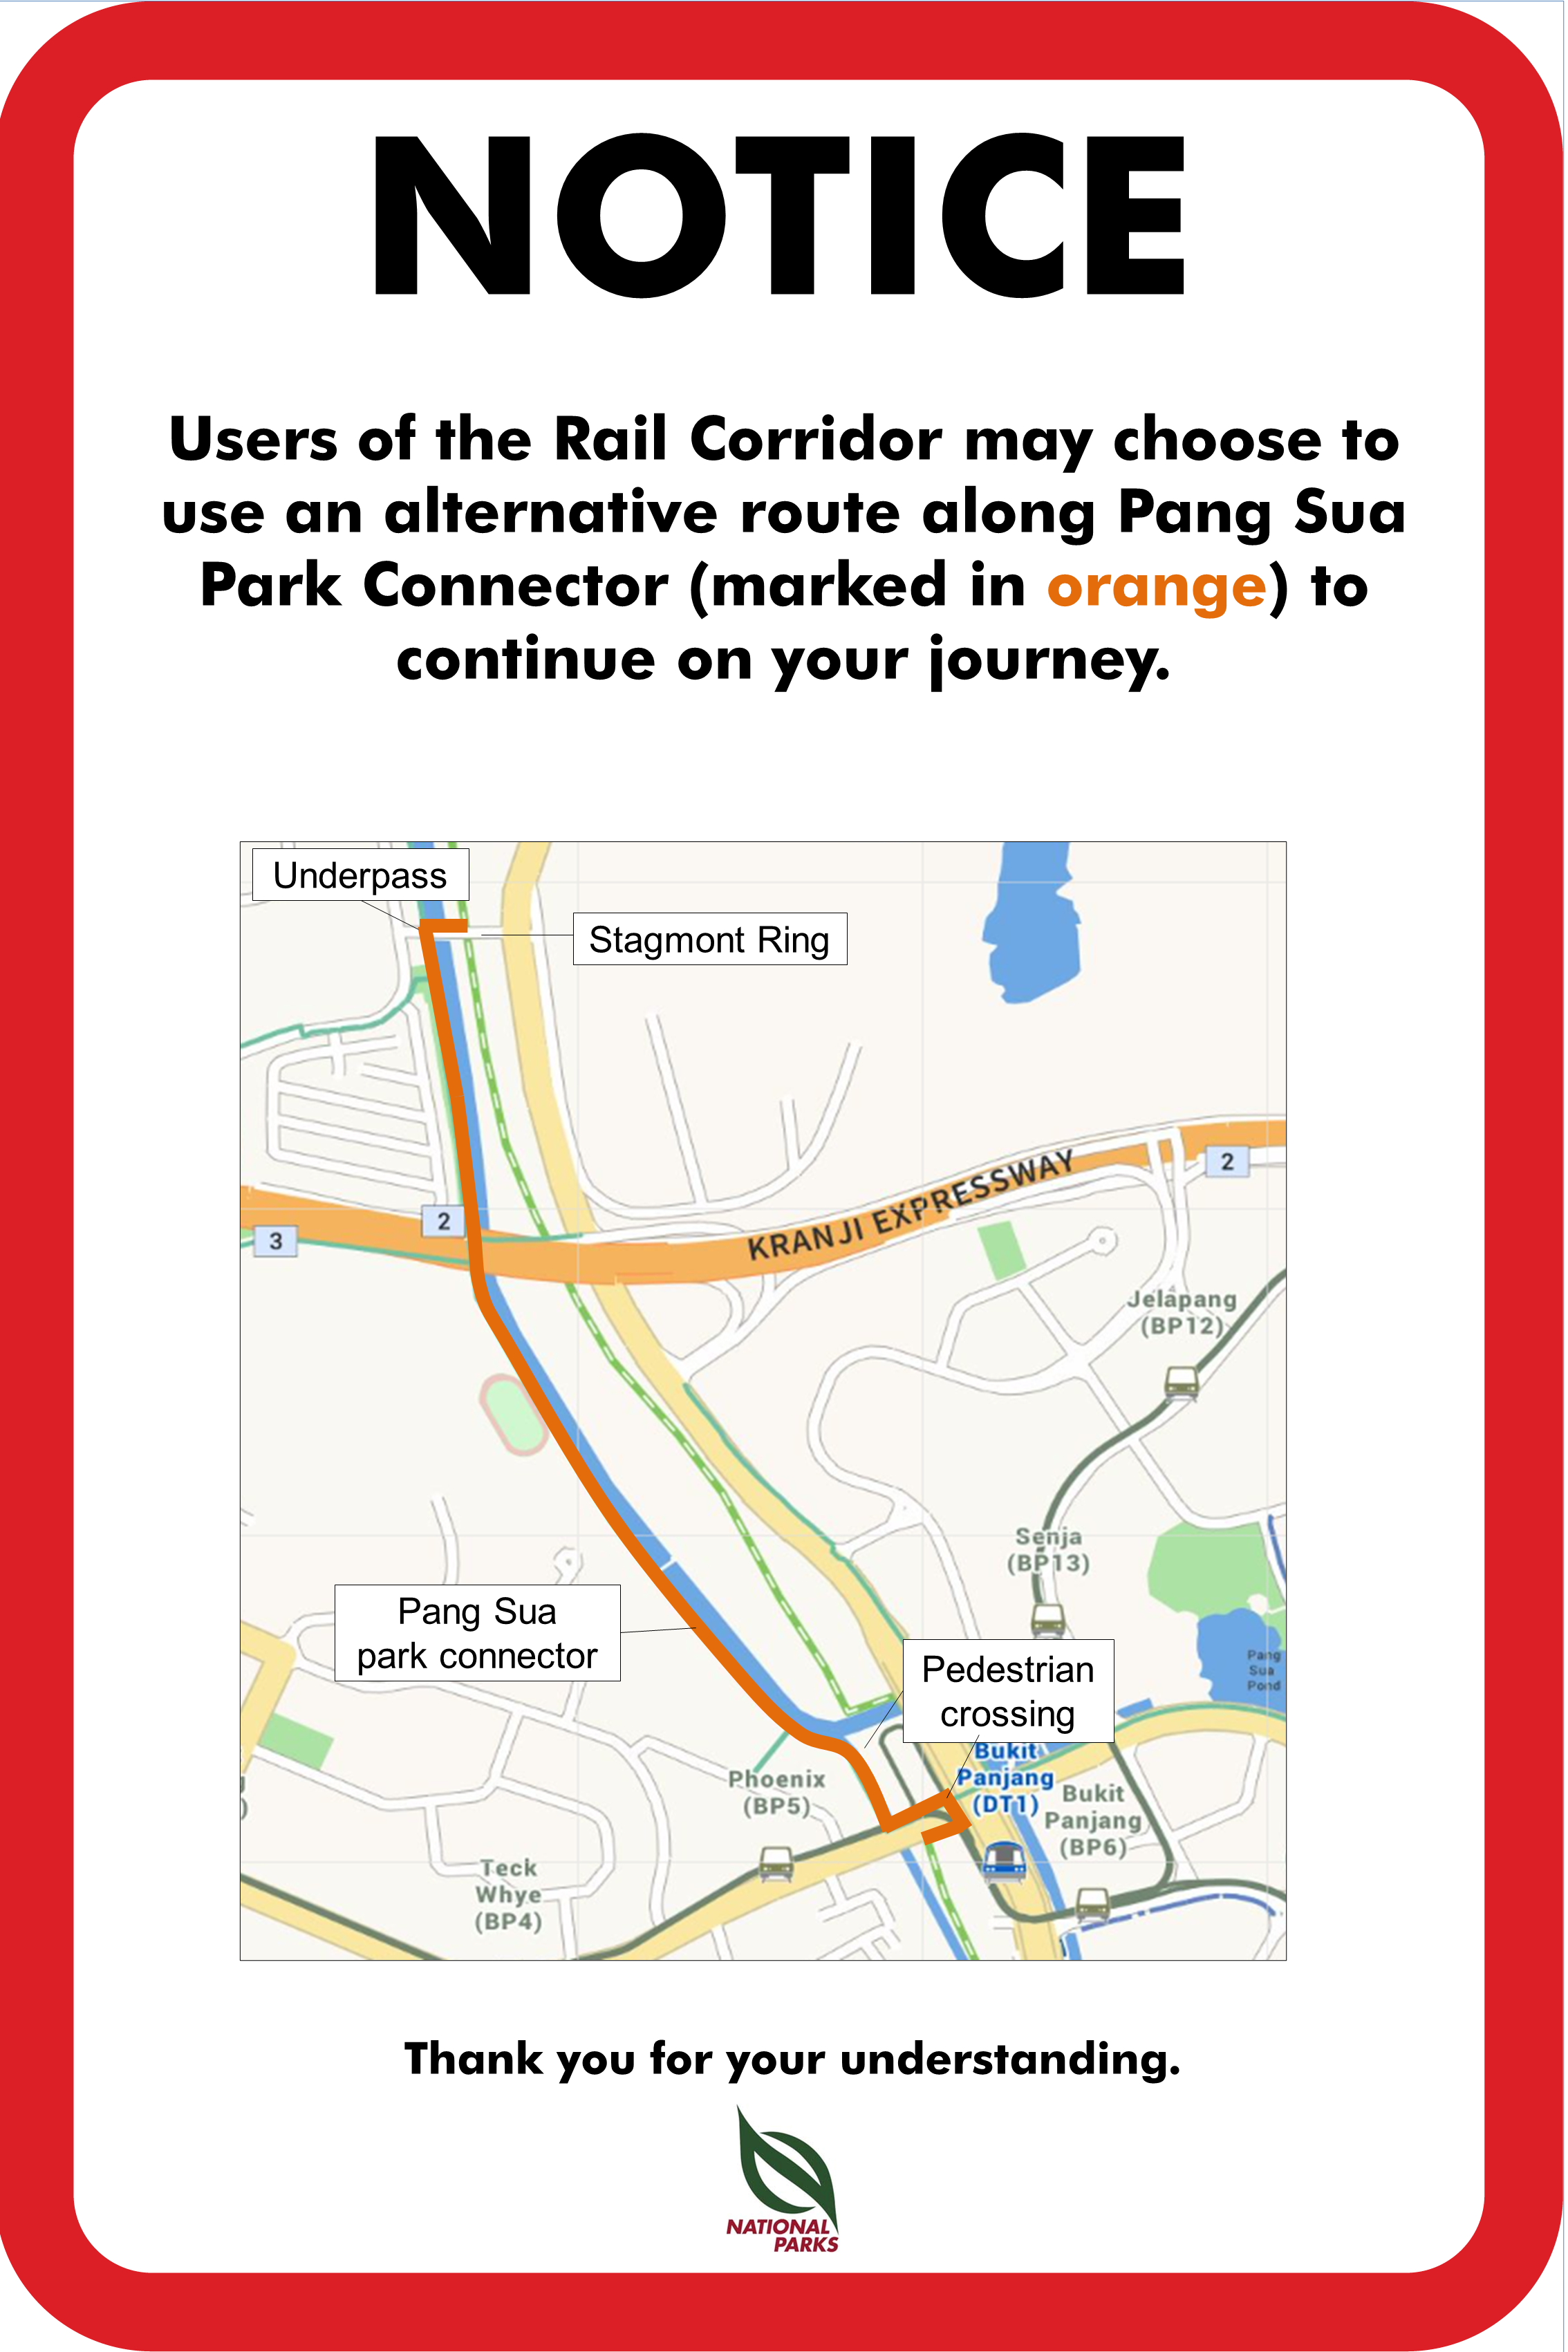 NOTICE
Users of the Rail Corridor may choose to
use an alternative route along Pang Sua
Park Connector (marked in orange) to
continue on your journey.
Underpass
Stagmont Ring
2
KRANJI EXPRESSWAY
2
3
Jelapang
(BP12)
Senja
(BP13)
Pang Sua
park connector
Pang
Sua
Pond
Pedestrian
crossing
Bukit
Panjang
(DT1)
Phoenix
(BP5)
Bukit
Panjang
(BP6)
Teck
Whye
(BP4)
Thank you for your understanding.
NATIONAL
PARKS